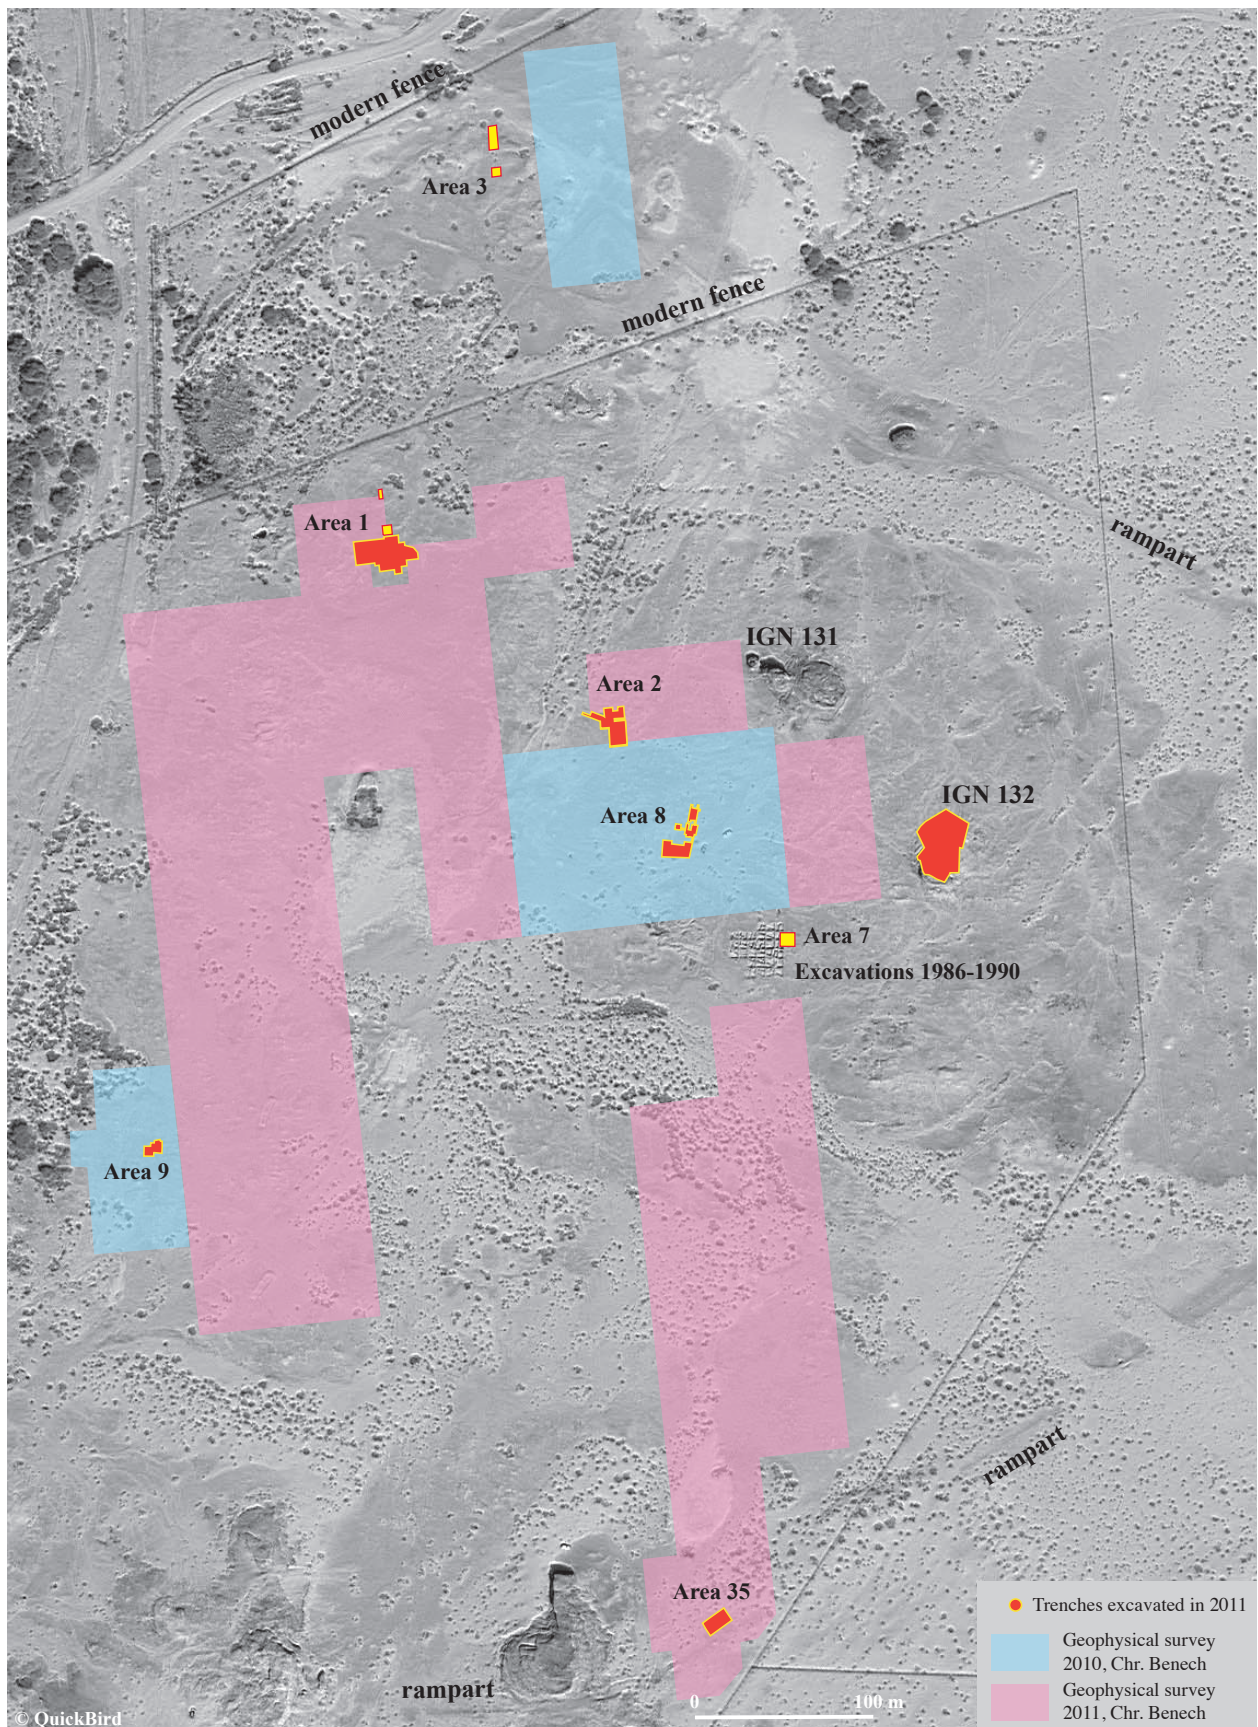 modern fence
Area 3
modern fence
Area 1
rampart
IGN 131
Area 2
IGN 132
Area 8
Area 7
Excavations 1986-1990
Area 9
rampart
Area 35
rampart
0 100 m
Trenches excavated in 2011
Geophysical survey
2010, Chr. Benech
Geophysical survey
2011, Chr. Benech
© QuickBird